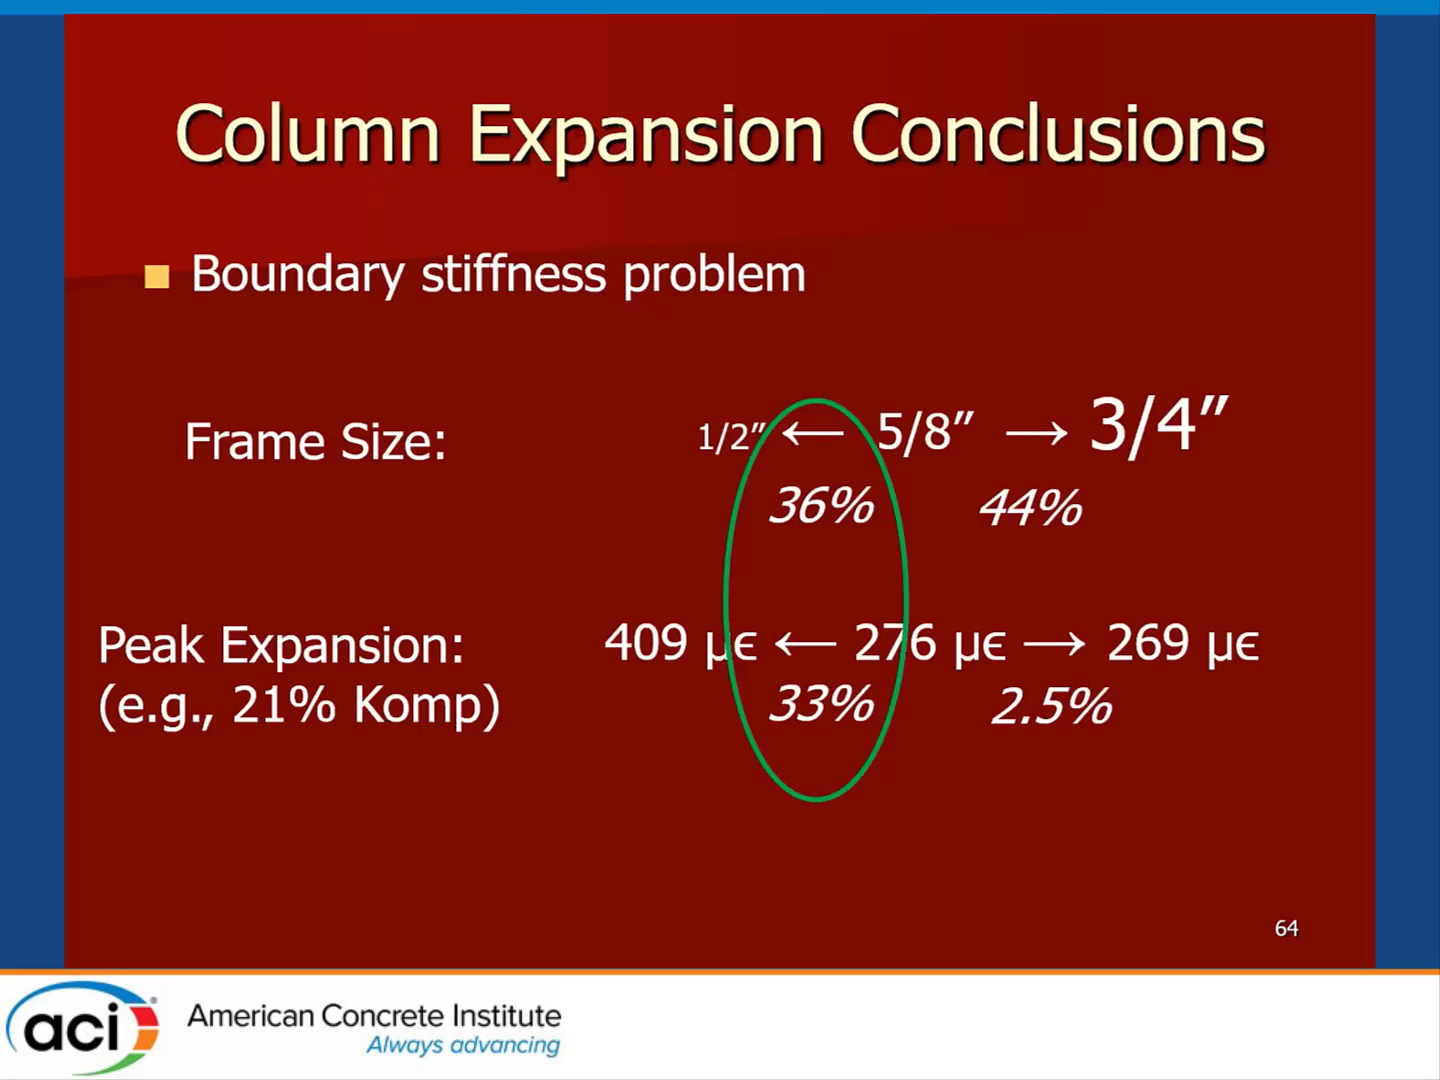 Column Expansion Conclusions
Boundary stiffness problem
Frame Size: 1/2” ← 5/8” → 3/4”
36% 44%
Peak Expansion: 409 µϵ ← 276 µϵ → 269 µϵ
(e.g., 21% Komp) 33% 2.5%
64
aci® American Concrete Institute
Always advancing